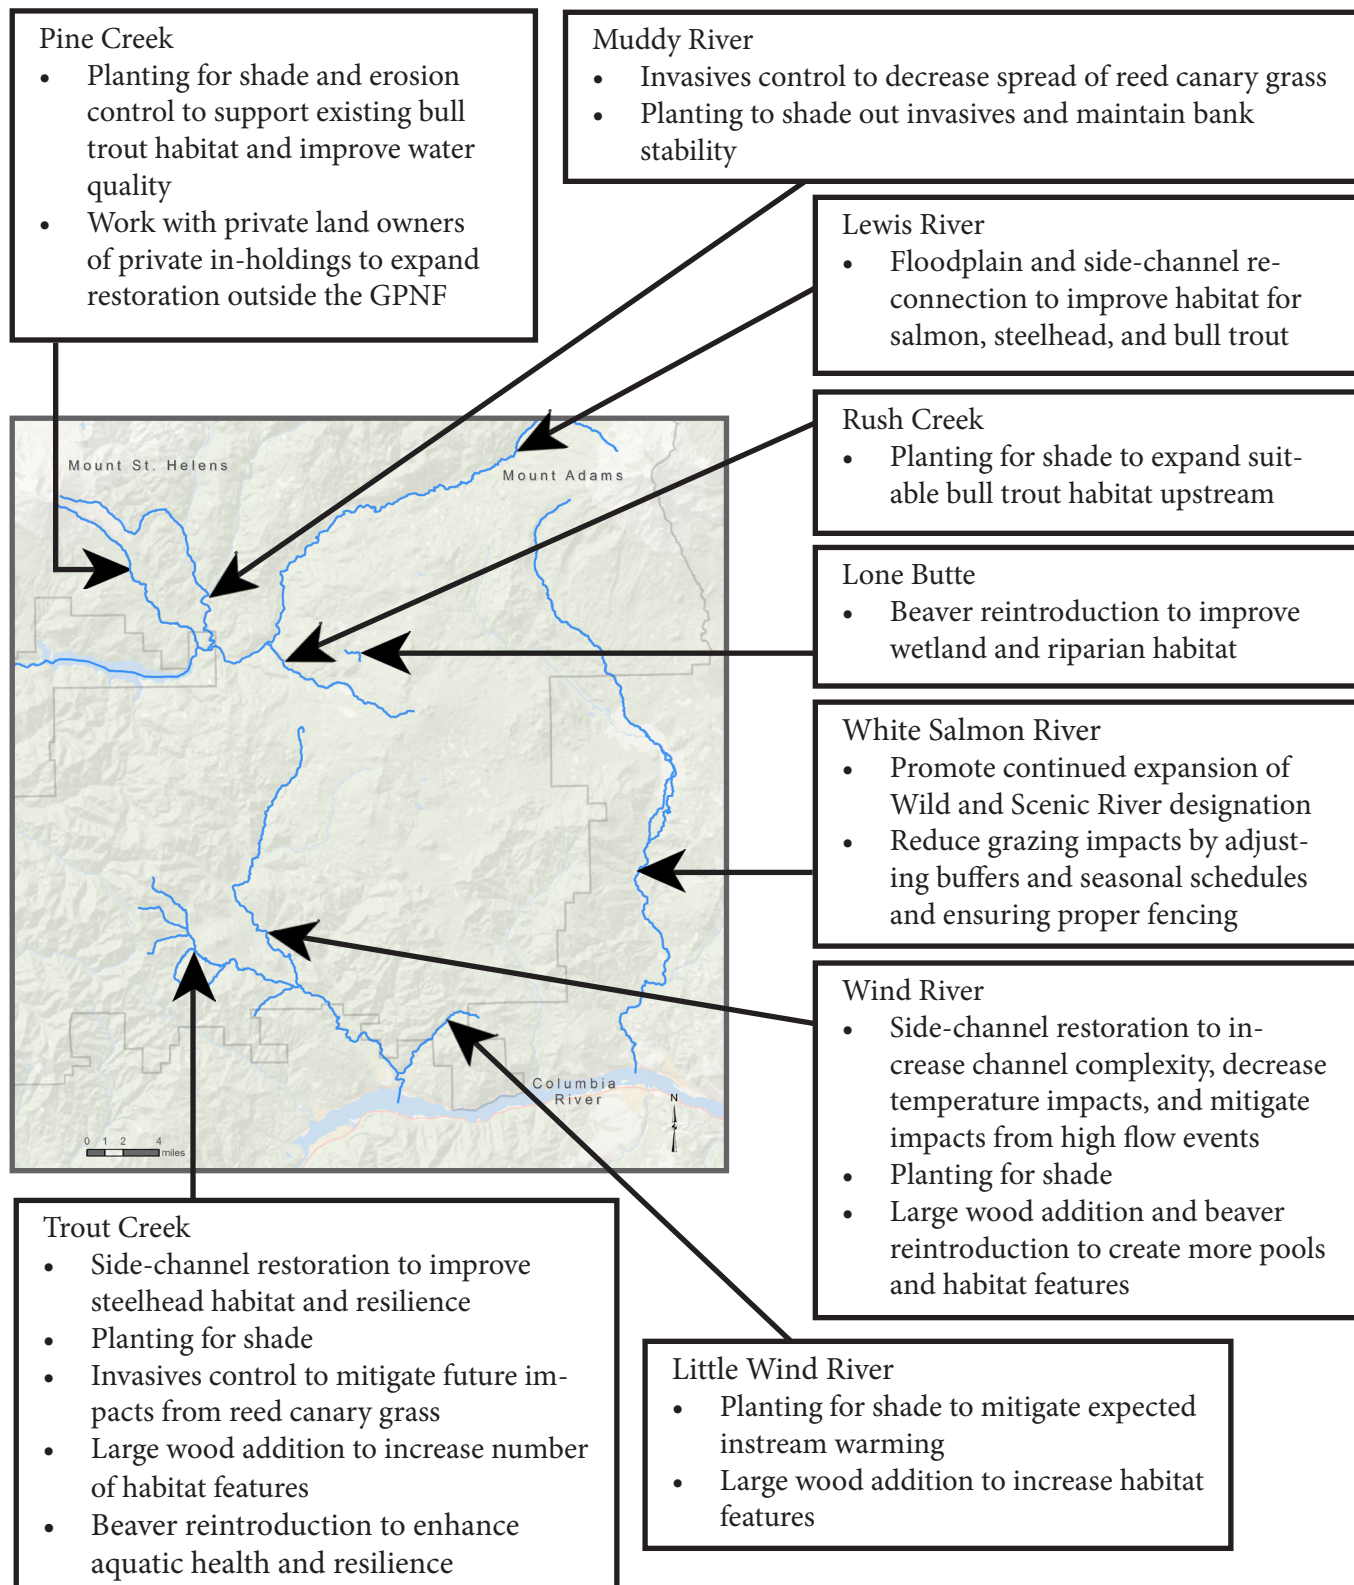 Pine Creek
• Planting for shade and erosion
control to support existing bull
trout habitat and improve water
quality
• Work with private land owners
of private in-holdings to expand
restoration outside the GPNF
Muddy River
• Invasives control to decrease spread of reed canary grass
• Planting to shade out invasives and maintain bank
stability
Lewis River
• Floodplain and side-channel re-
connection to improve habitat for
salmon, steelhead, and bull trout
Rush Creek
• Planting for shade to expand suit-
able bull trout habitat upstream
Lone Butte
• Beaver reintroduction to improve
wetland and riparian habitat
White Salmon River
• Promote continued expansion of
Wild and Scenic River designation
• Reduce grazing impacts by adjust-
ing buffers and seasonal schedules
and ensuring proper fencing
Wind River
• Side-channel restoration to in-
crease channel complexity, decrease
temperature impacts, and mitigate
impacts from high flow events
• Planting for shade
• Large wood addition and beaver
reintroduction to create more pools
and habitat features
Mount St. Helens
Mount Adams
Columbia
River
N
0 1 2 4
miles
Trout Creek
• Side-channel restoration to improve
steelhead habitat and resilience
• Planting for shade
• Invasives control to mitigate future im-
pacts from reed canary grass
• Large wood addition to increase number
of habitat features
• Beaver reintroduction to enhance
aquatic health and resilience
Little Wind River
• Planting for shade to mitigate expected
instream warming
• Large wood addition to increase habitat
features